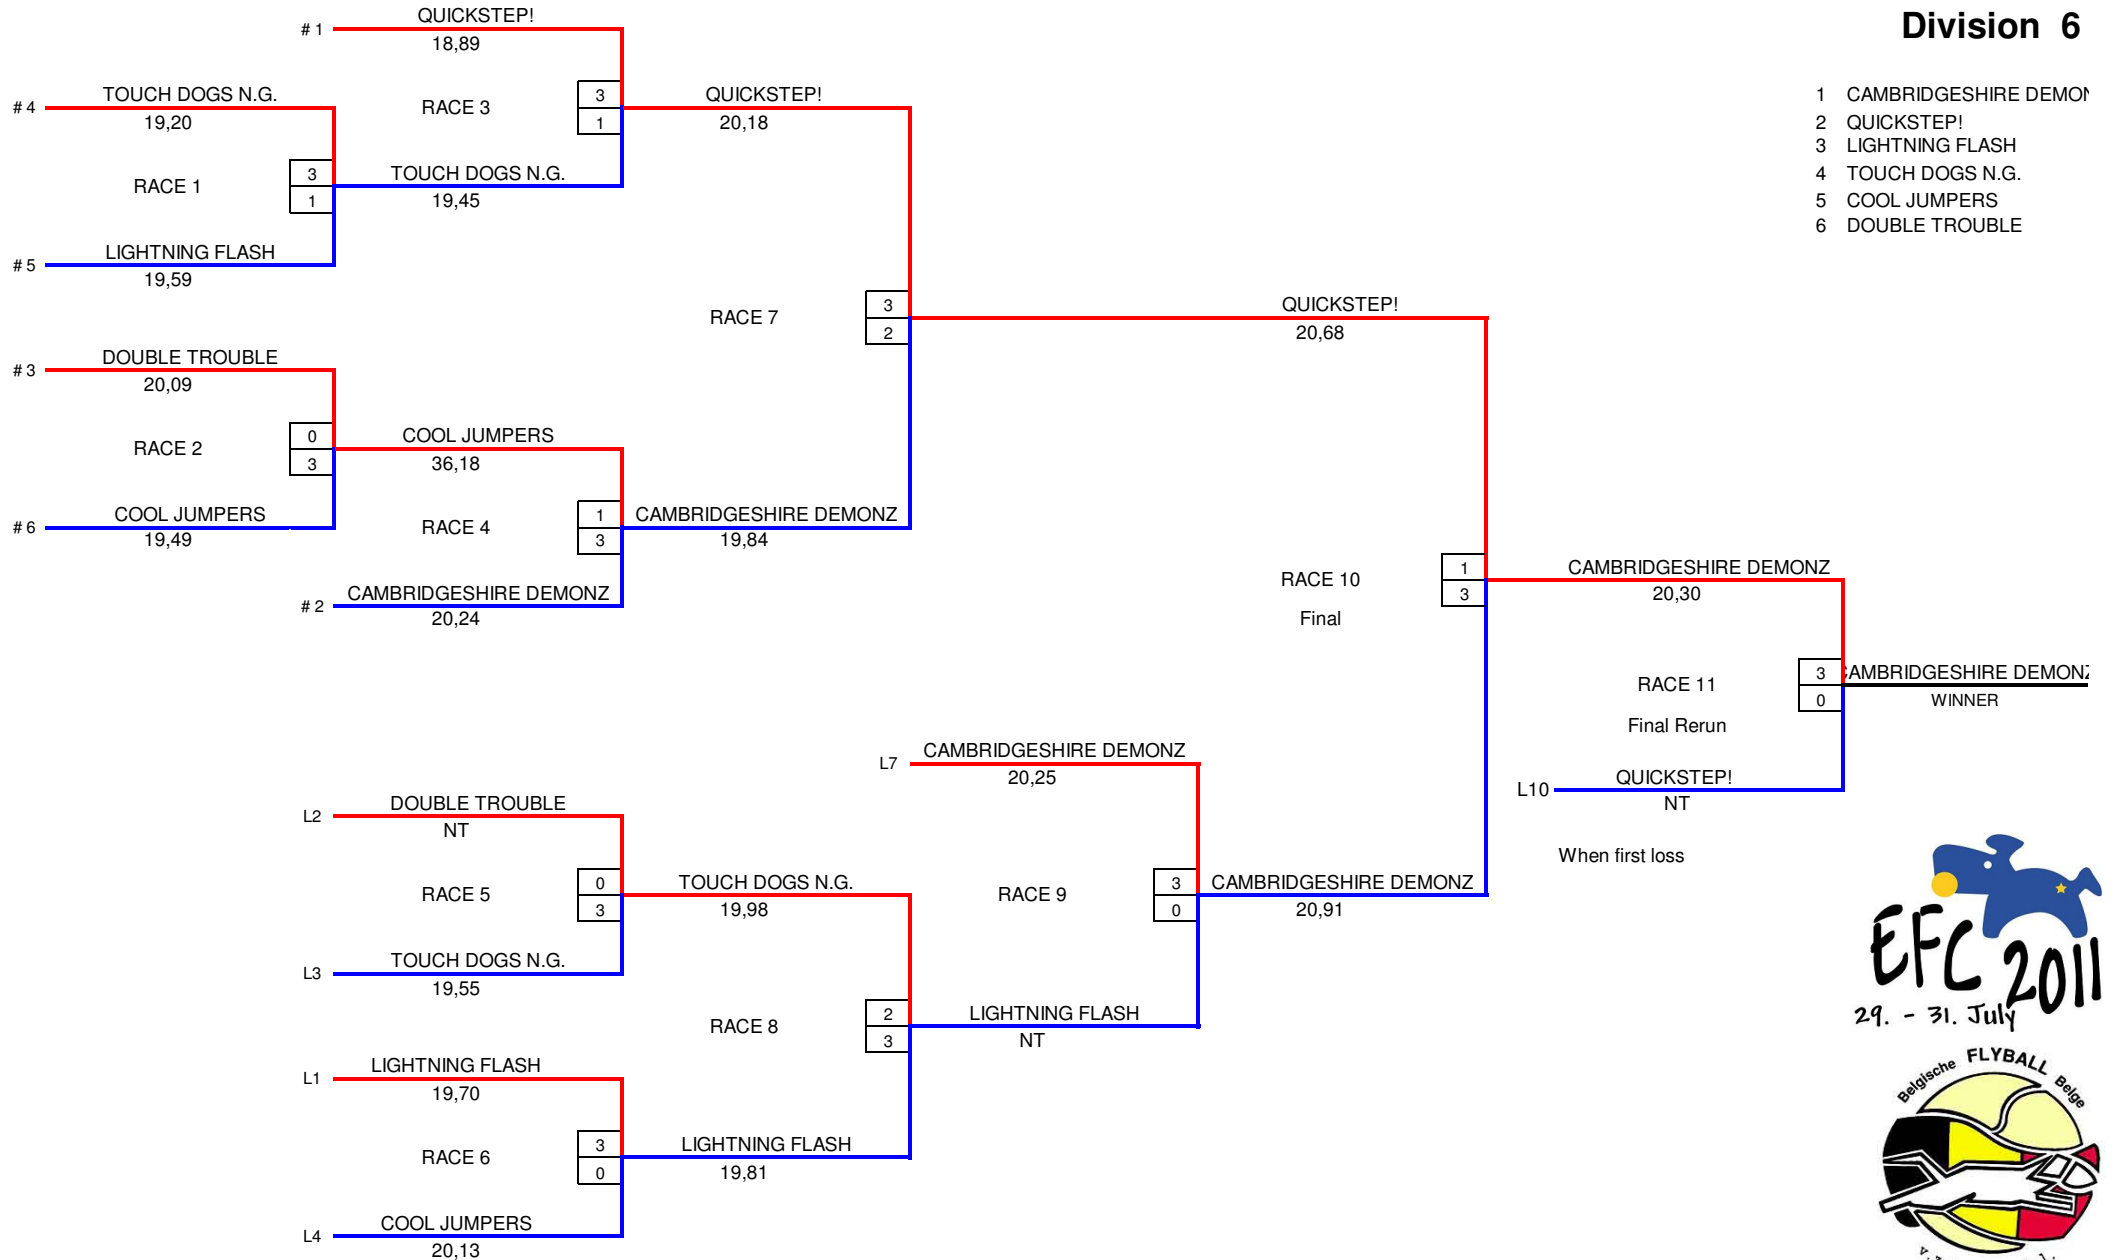 Division 6
1 CAMBRIDGESHIRE DEMON
2 QUICKSTEP!
3 LIGHTNING FLASH
4 TOUCH DOGS N.G.
5 COOL JUMPERS
6 DOUBLE TROUBLE
# 1 QUICKSTEP!
18,89
# 4 TOUCH DOGS N.G.
19,20
RACE 1
3
1
# 5 LIGHTNING FLASH
19,59
RACE 3
3
1
TOUCH DOGS N.G.
19,45
QUICKSTEP!
20,18
# 3 DOUBLE TROUBLE
20,09
RACE 2
0
3
# 6 COOL JUMPERS
19,49
COOL JUMPERS
36,18
RACE 4
1
3
# 2 CAMBRIDGESHIRE DEMONZ
20,24
CAMBRIDGESHIRE DEMONZ
19,84
RACE 7
3
2
QUICKSTEP!
20,68
RACE 10
Final
1
3
CAMBRIDGESHIRE DEMONZ
20,30
RACE 11
Final Rerun
3
0
CAMBRIDGESHIRE DEMONZ
WINNER
L10 QUICKSTEP!
NT
When first loss
L7 CAMBRIDGESHIRE DEMONZ
20,25
RACE 9
3
0
CAMBRIDGESHIRE DEMONZ
20,91
L2 DOUBLE TROUBLE
NT
RACE 5
0
3
L3 TOUCH DOGS N.G.
19,55
TOUCH DOGS N.G.
19,98
RACE 8
2
3
LIGHTNING FLASH
NT
L1 LIGHTNING FLASH
19,70
RACE 6
3
0
L4 COOL JUMPERS
20,13
LIGHTNING FLASH
19,81
EFC 2011
29. - 31. July
Belgische FLYBALL Belge